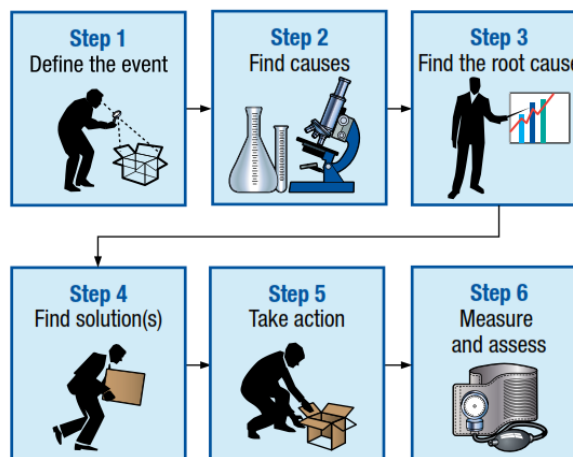 Step 1
Define the event
Step 2
Find causes
Step 3
Find the root cause
Step 4
Find solution(s)
Step 5
Take action
Step 6
Measure
and assess